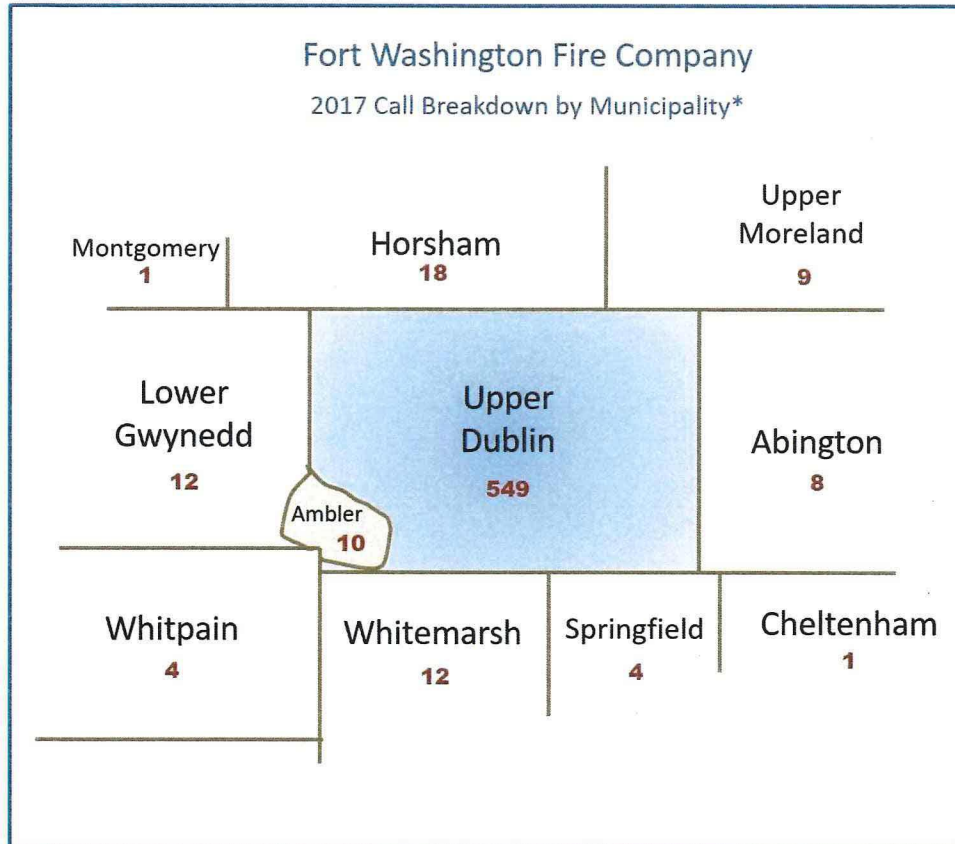 Fort Washington Fire Company
2017 Call Breakdown by Municipality*
Montgomery
1
Horsham
18
Upper
Moreland
9
Lower
Gwynedd
12
Upper
Dublin
549
Abington
8
Ambler
10
Whitpain
4
Whitemarsh
12
Springfield
4
Cheltenham
1